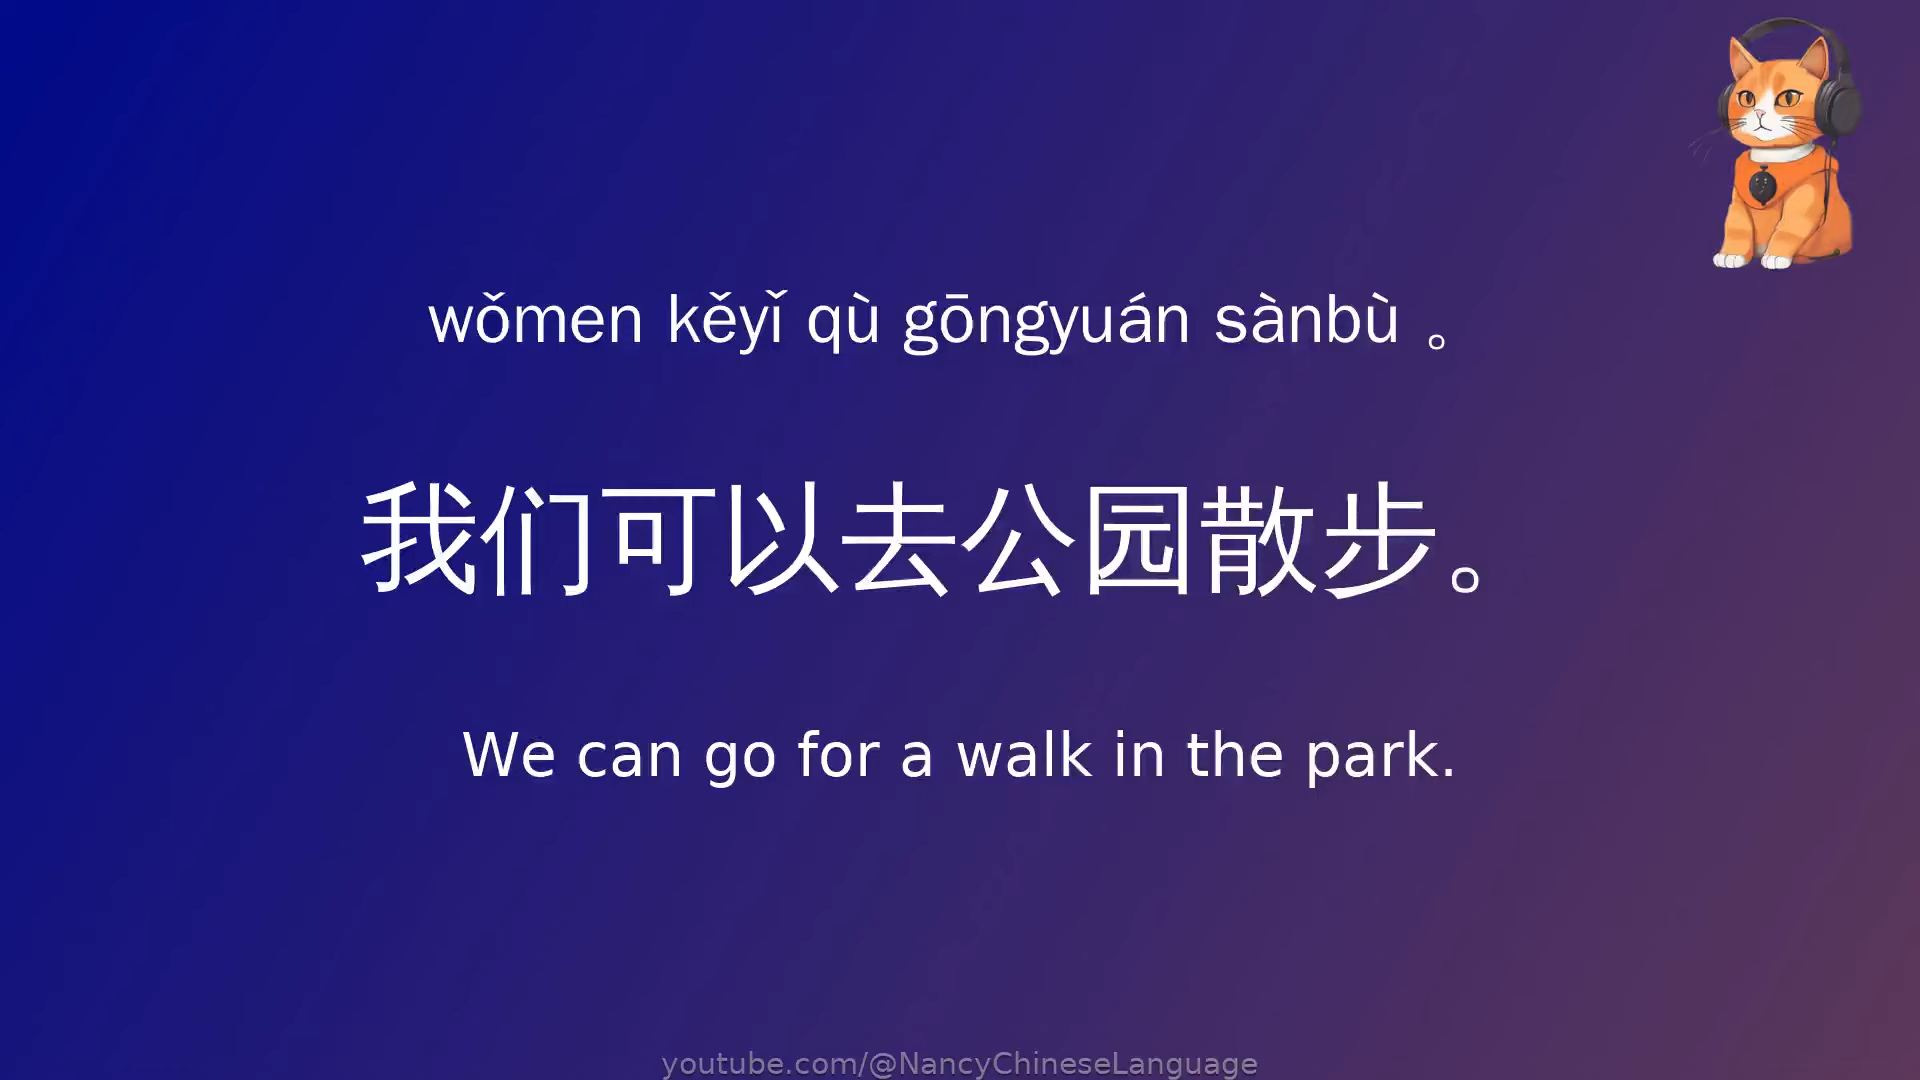 wǒmen kěyǐ qù gōngyuán sànbù 。
我们可以去公园散步。
We can go for a walk in the park.
youtube.com/@NancyChineseLanguage